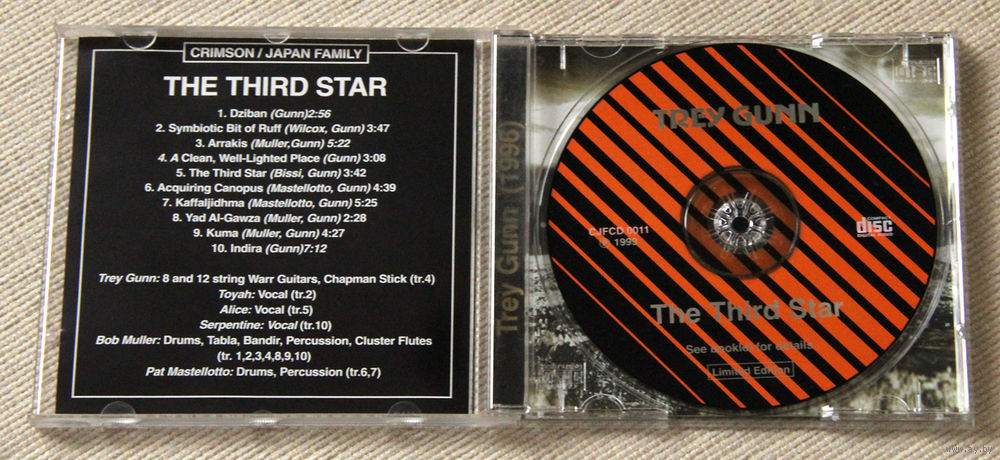 CRIMSON / JAPAN FAMILY
THE THIRD STAR
1. Dziban (Gunn)2:56
2. Symbiotic Bit of Ruff (Wilcox, Gunn) 3:47
3. Arrakis (Muller,Gunn) 5:22
4. A Clean, Well-Lighted Place (Gunn) 3:08
5. The Third Star (Bissi, Gunn) 3:42
6. Acquiring Canopus (Mastellotto, Gunn) 4:39
7. Kaffaljidhma (Mastellotto, Gunn) 5:25
8. Yad Al-Gawza (Muller, Gunn) 2:28
9. Kuma (Muller, Gunn) 4:27
10. Indira (Gunn)7:12
Trey Gunn: 8 and 12 string Warr Guitars, Chapman Stick (tr.4)
Toyah: Vocal (tr.2)
Alice: Vocal (tr.5)
Serpentine: Vocal (tr.10)
Bob Muller: Drums, Tabla, Bandir, Percussion, Cluster Flutes
(tr. 1,2,3,4,8,9,10)
Pat Mastellotto: Drums, Percussion (tr.6,7)
Trey Gunn (1996)
TREY GUNN
CJFCD 0011
℗ 1999
COMPACT
disc
DIGITAL AUDIO
The Third Star
See booklet for details
Limited Edition
www.ay.by